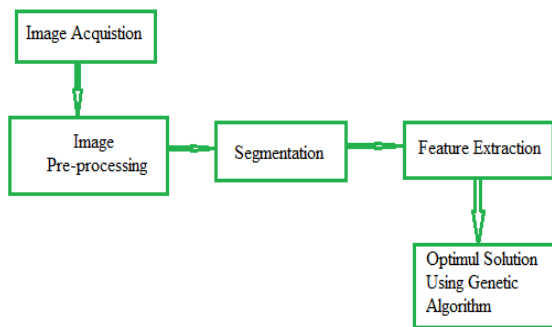 Image Acquistion
Image
Pre-processing
Segmentation
Feature Extraction
Optimul Solution
Using Genetic
Algorithm